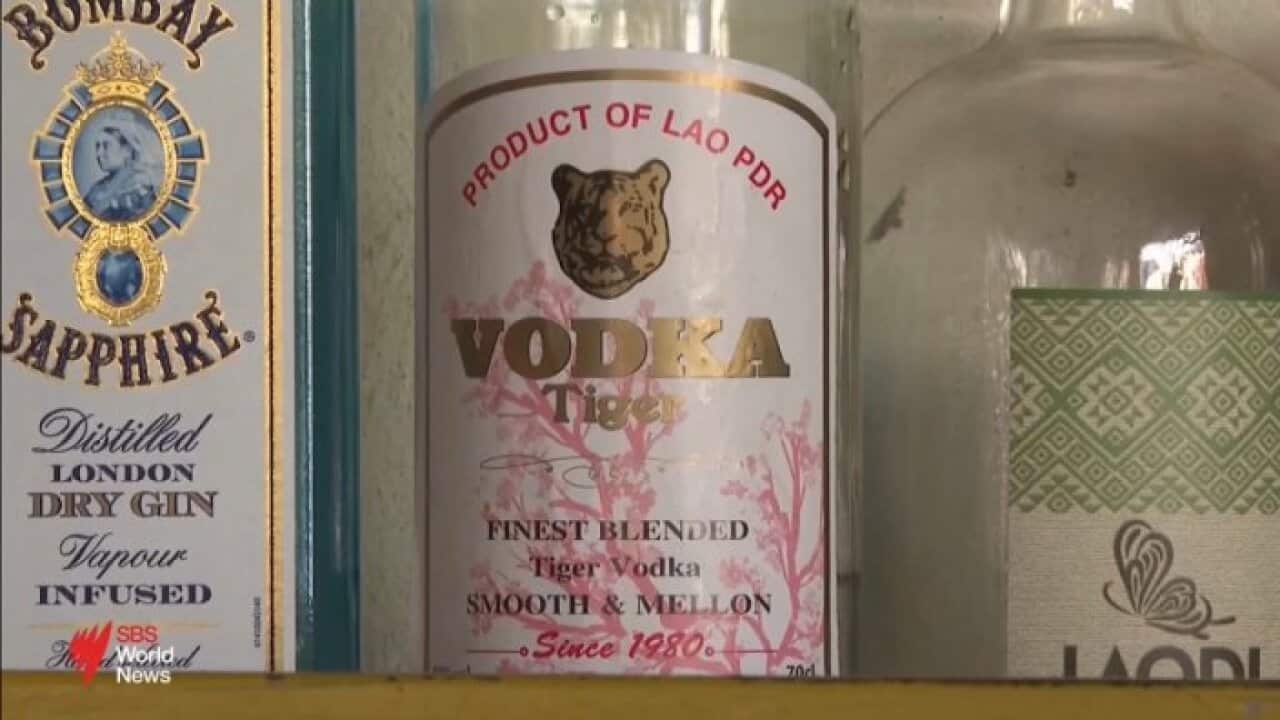 BOMBAY
SAPPHIRE®
Distilled
LONDON
DRY GIN
Vapour
INFUSED
PRODUCT OF LAO PDR
VODKA
Tiger
FINEST BLENDED
Tiger Vodka
SMOOTH & MELLON
Since 1980
70cl
LAODI
SBS
World
News